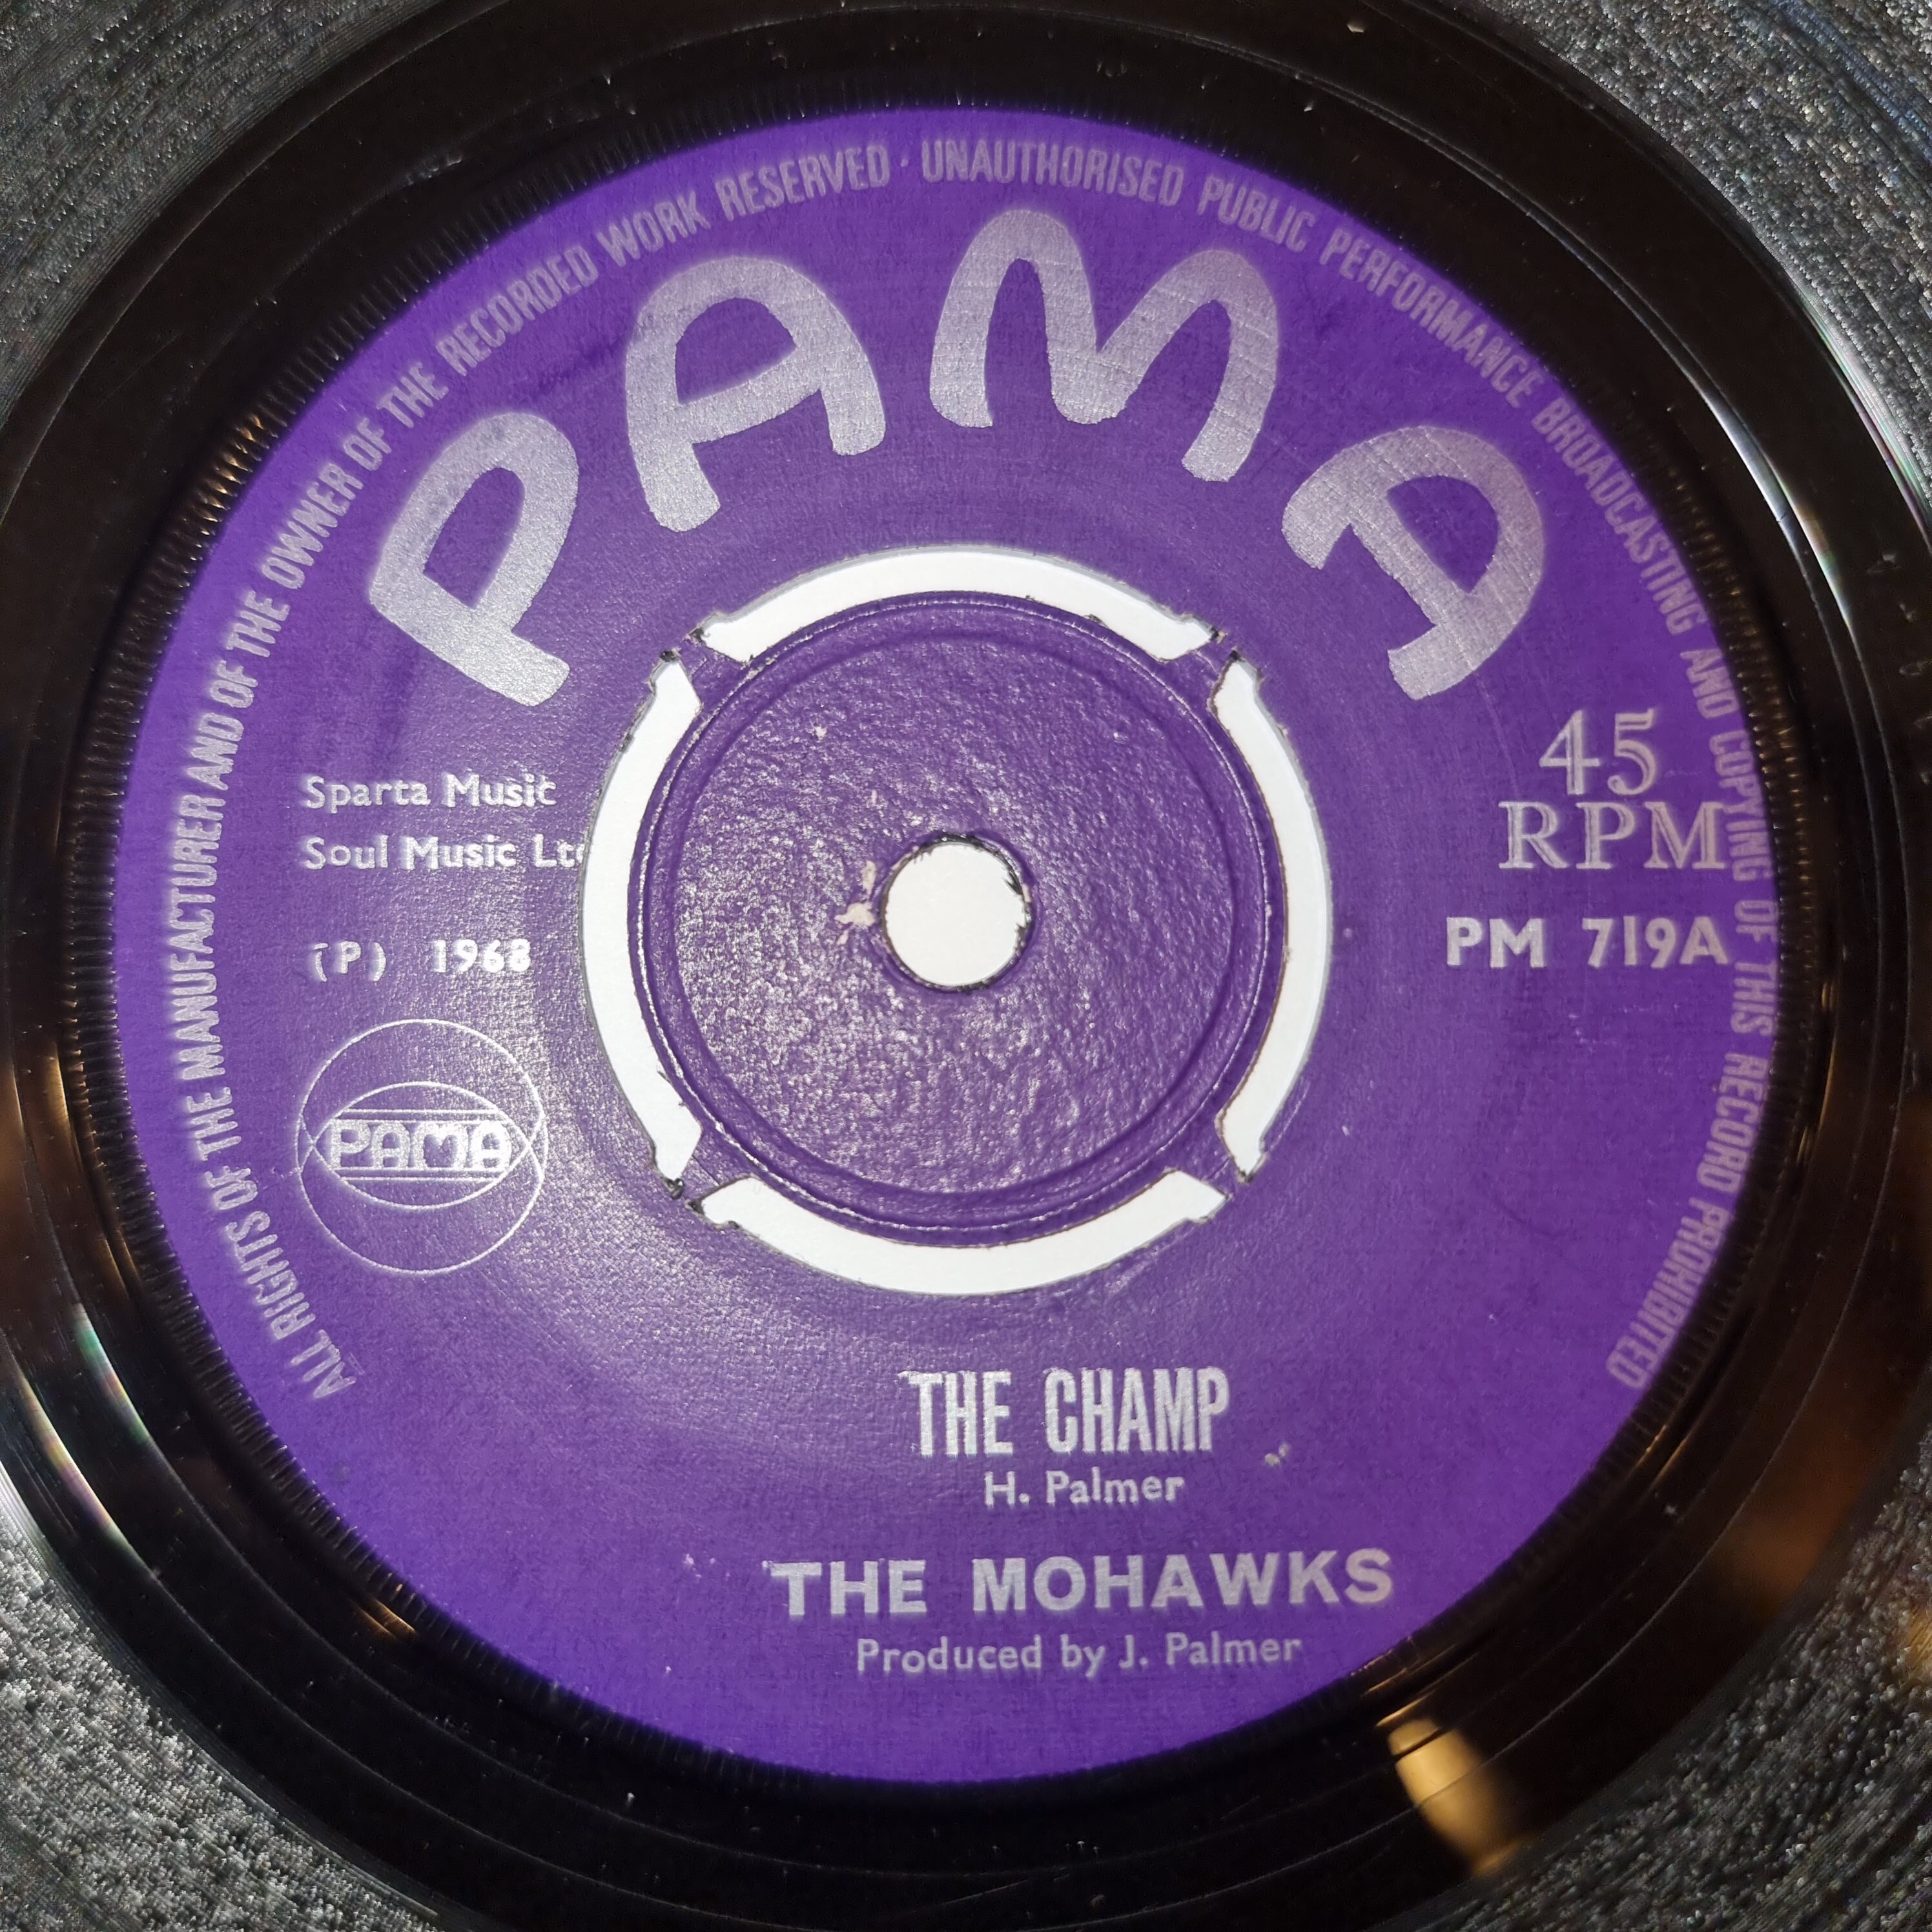 ALL RIGHTS OF THE MANUFACTURER AND OF THE OWNER OF THE RECORDED WORK RESERVED · UNAUTHORISED PUBLIC PERFORMANCE BROADCASTING AND COPYING OF THIS RECORD PROHIBITED
PAMA
45
RPM
PM 719A
Sparta Music
Soul Music Lt
(P) 1968
PAMA
THE CHAMP
H. Palmer
THE MOHAWKS
Produced by J. Palmer